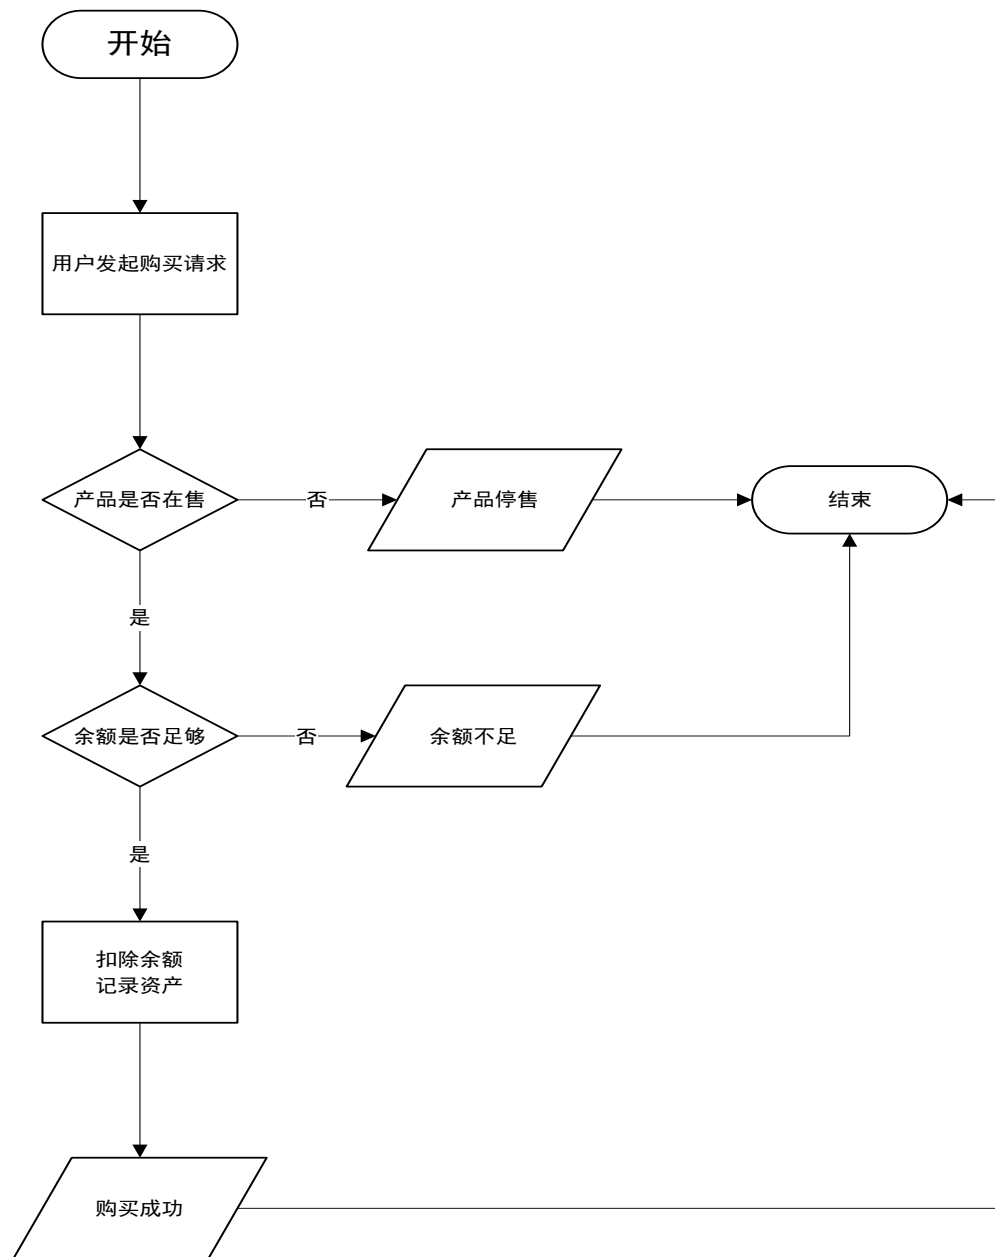 开始
用户发起购买请求
产品是否在售
否
产品停售
结束
是
余额是否足够
否
余额不足
是
扣除余额
记录资产
购买成功